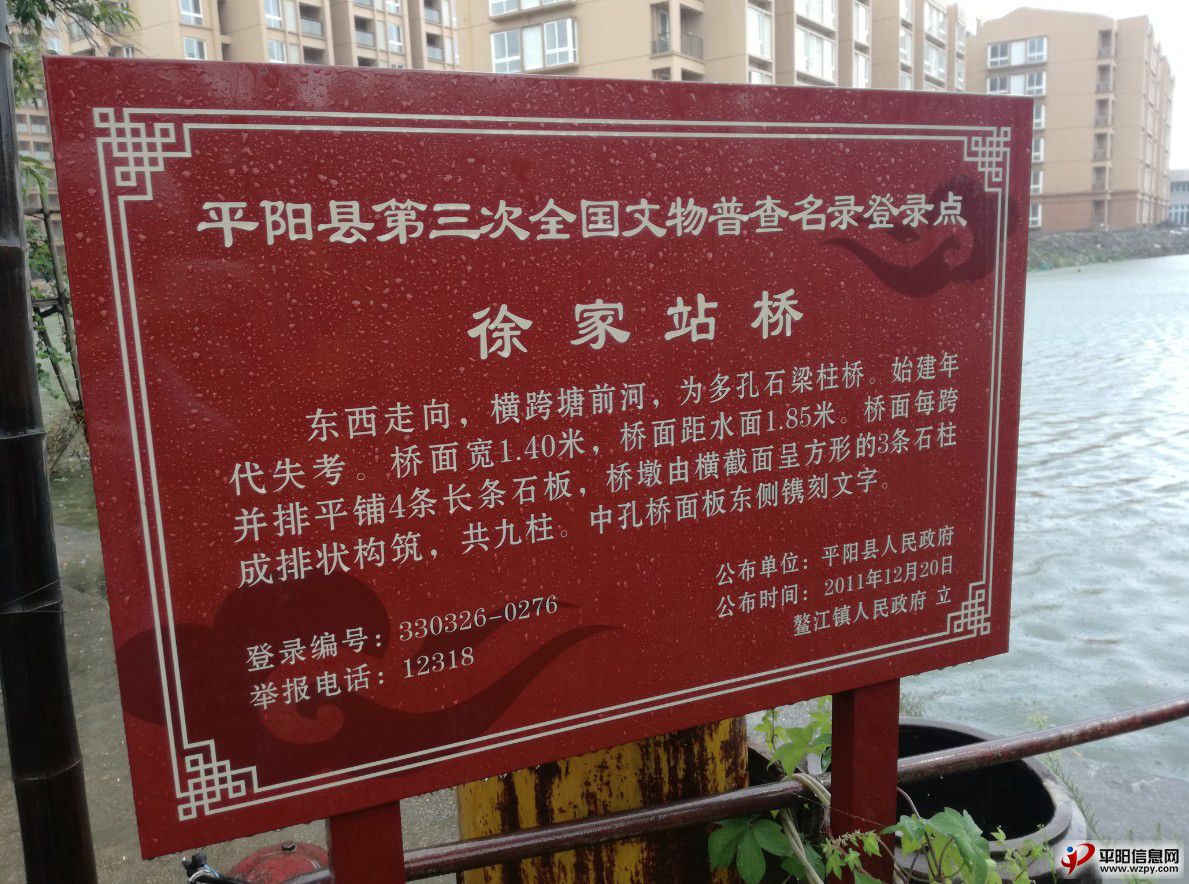 平阳县第三次全国文物普查名录登录点
徐家站桥
东西走向，横跨塘前河，为多孔石梁柱桥。始建年
代失考。桥面宽1.40米，桥面距水面1.85米。桥面每跨
并排平铺4条长条石板，桥墩由横截面呈方形的3条石柱
成排状构筑，共九柱。中孔桥面板东侧镌刻文字。
公布单位：平阳县人民政府
公布时间：2011年12月20日
鳌江镇人民政府 立
登录编号：330326-0276
举报电话：12318
平阳信息网
www.wzpy.com